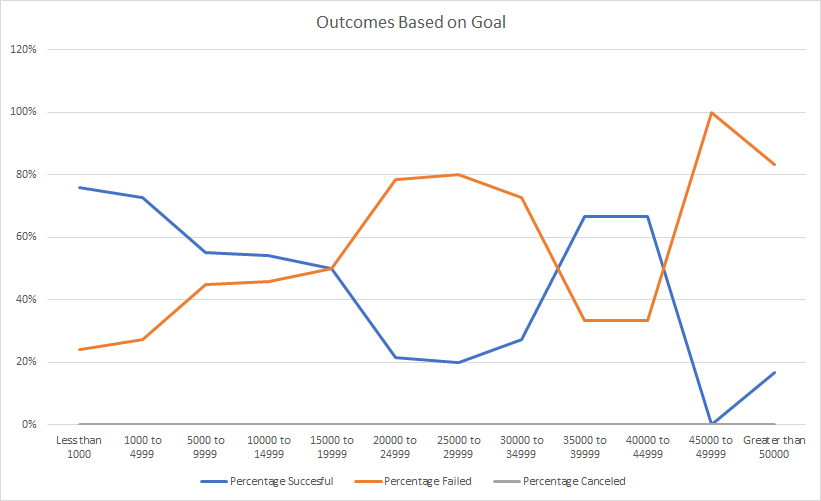 Outcomes Based on Goal
120%
100%
80%
60%
40%
20%
0%
Less than
1000
1000 to
4999
5000 to
9999
10000 to
14999
15000 to
19999
20000 to
24999
25000 to
29999
30000 to
34999
35000 to
39999
40000 to
44999
45000 to
49999
Greater than
50000
Percentage Succesful
Percentage Failed
Percentage Canceled